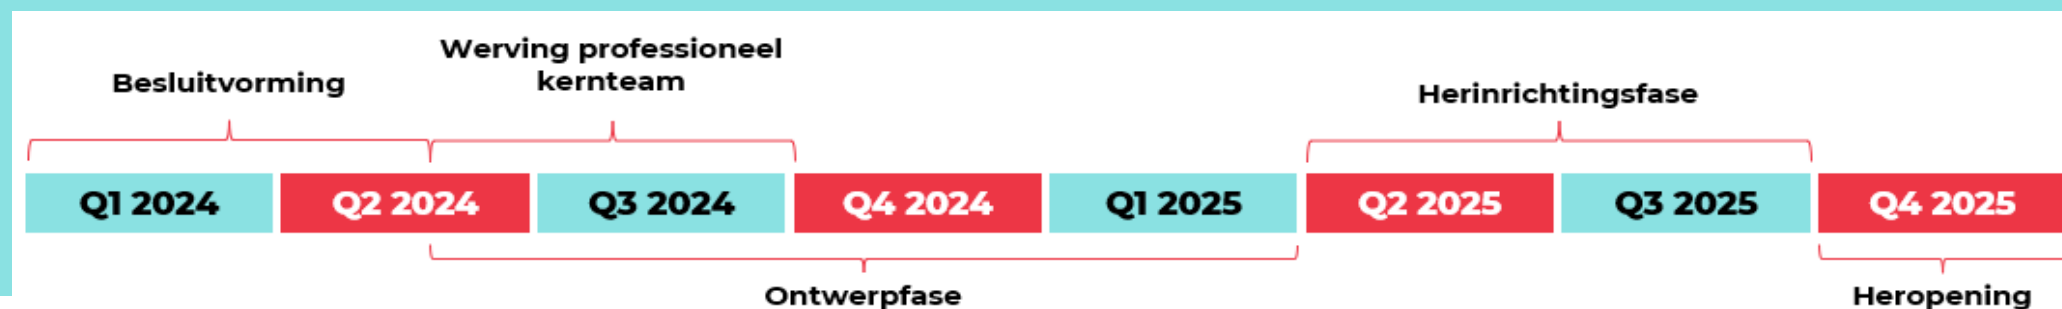 Werving professioneel
kernteam
Besluitvorming
Herinrichtingsfase
Q1 2024
Q2 2024
Q3 2024
Q4 2024
Q1 2025
Q2 2025
Q3 2025
Q4 2025
Ontwerpfase
Heropening